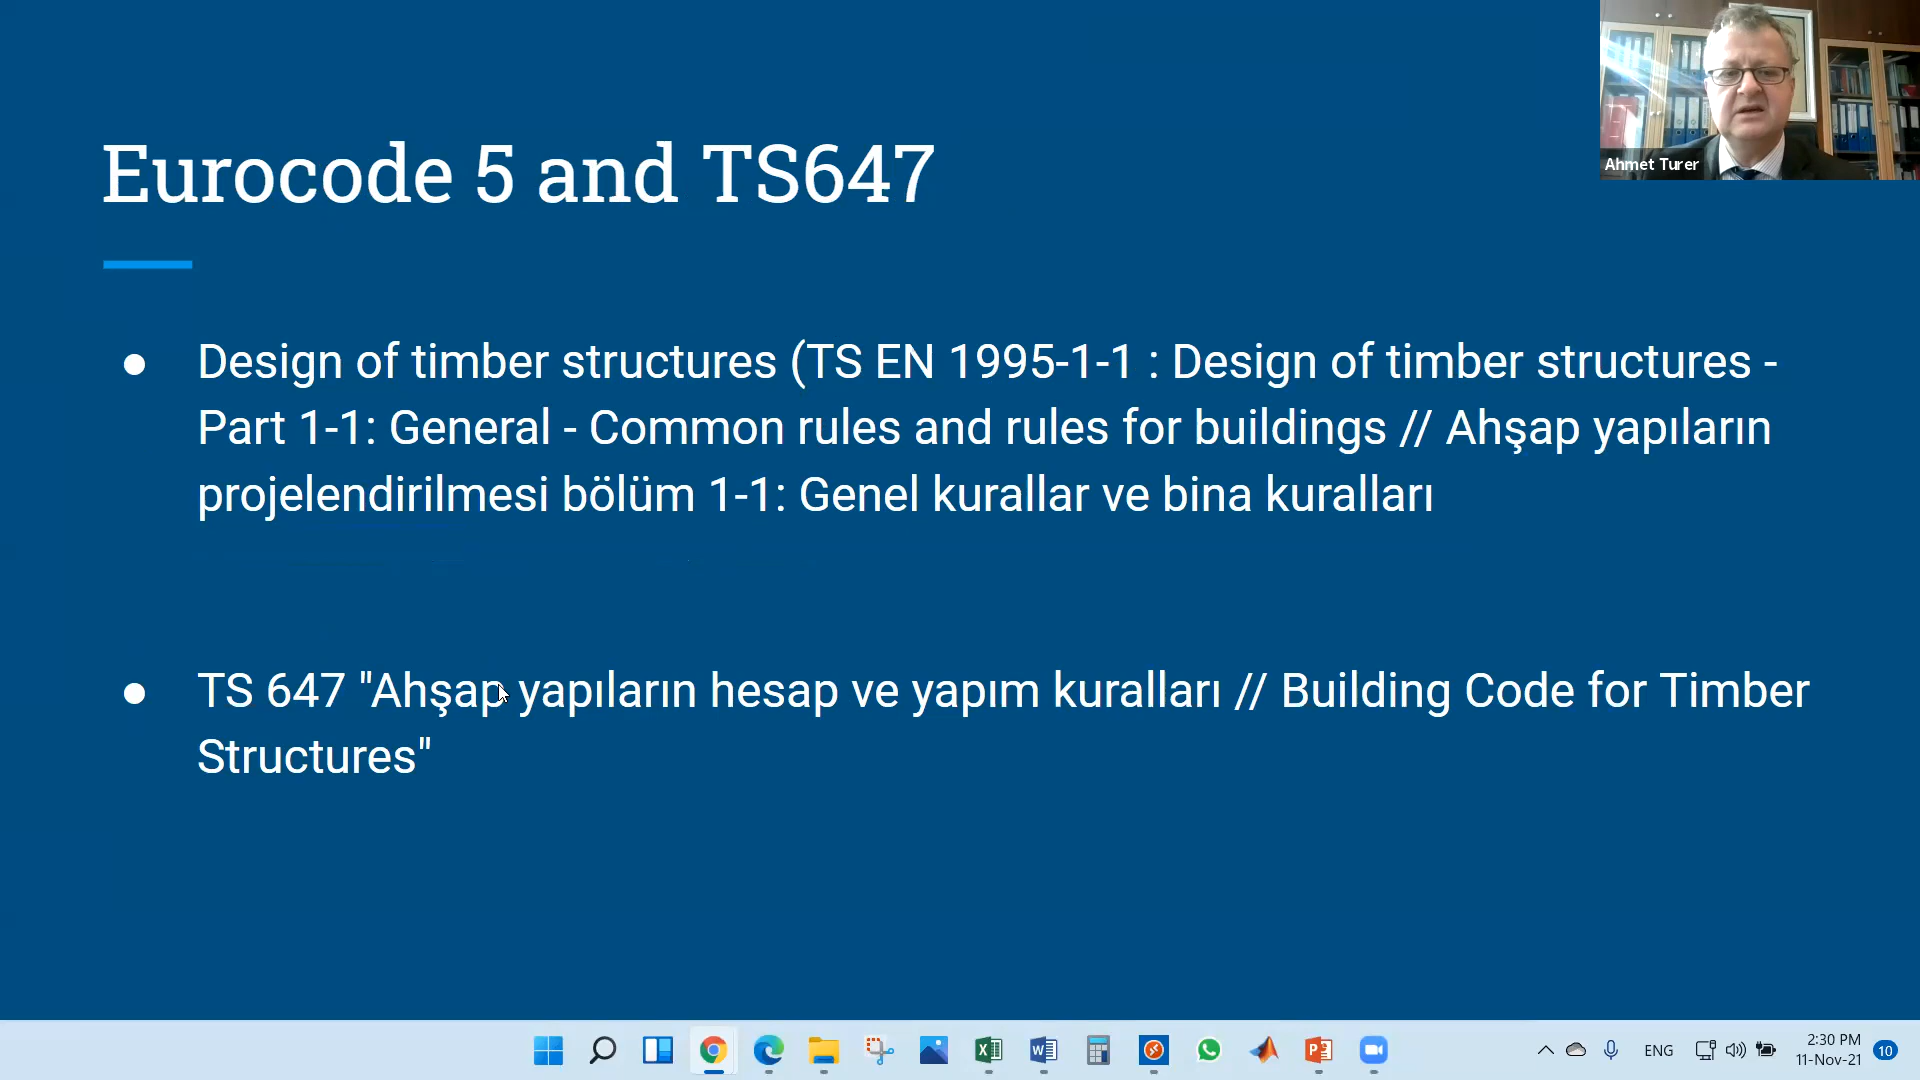 Eurocode 5 and TS647
Ahmet Turer
● Design of timber structures (TS EN 1995-1-1 : Design of timber structures -
Part 1-1: General - Common rules and rules for buildings // Ahşap yapıların
projelendirilmesi bölüm 1-1: Genel kurallar ve bina kuralları
● TS 647 "Ahşap yapıların hesap ve yapım kuralları // Building Code for Timber
Structures"
ENG
2:30 PM
11-Nov-21
10